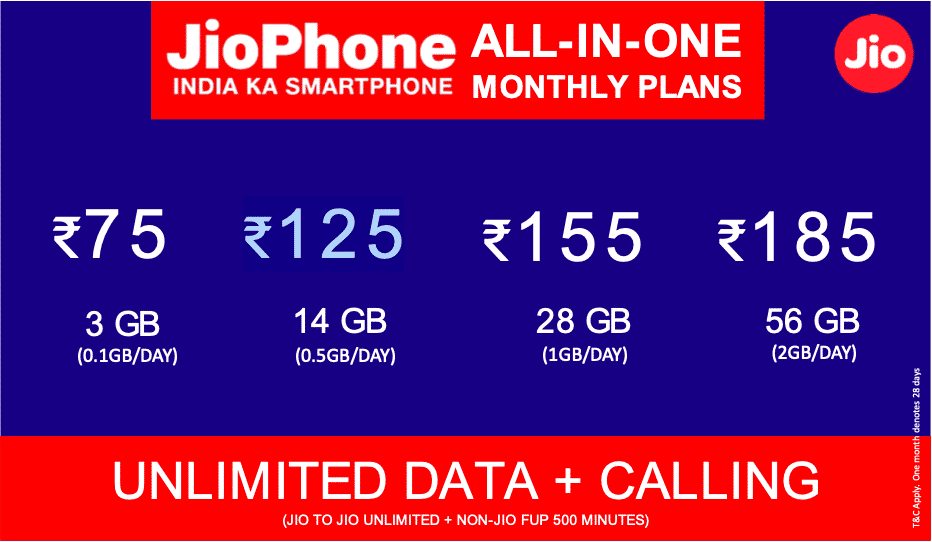 JioPhone ALL-IN-ONE
INDIA KA SMARTPHONE MONTHLY PLANS
Jio
₹75 ₹125 ₹155 ₹185
3 GB 14 GB 28 GB 56 GB
(0.1GB/DAY) (0.5GB/DAY) (1GB/DAY) (2GB/DAY)
T&C Apply. One month denotes 28 days
UNLIMITED DATA + CALLING
(JIO TO JIO UNLIMITED + NON-JIO FUP 500 MINUTES)